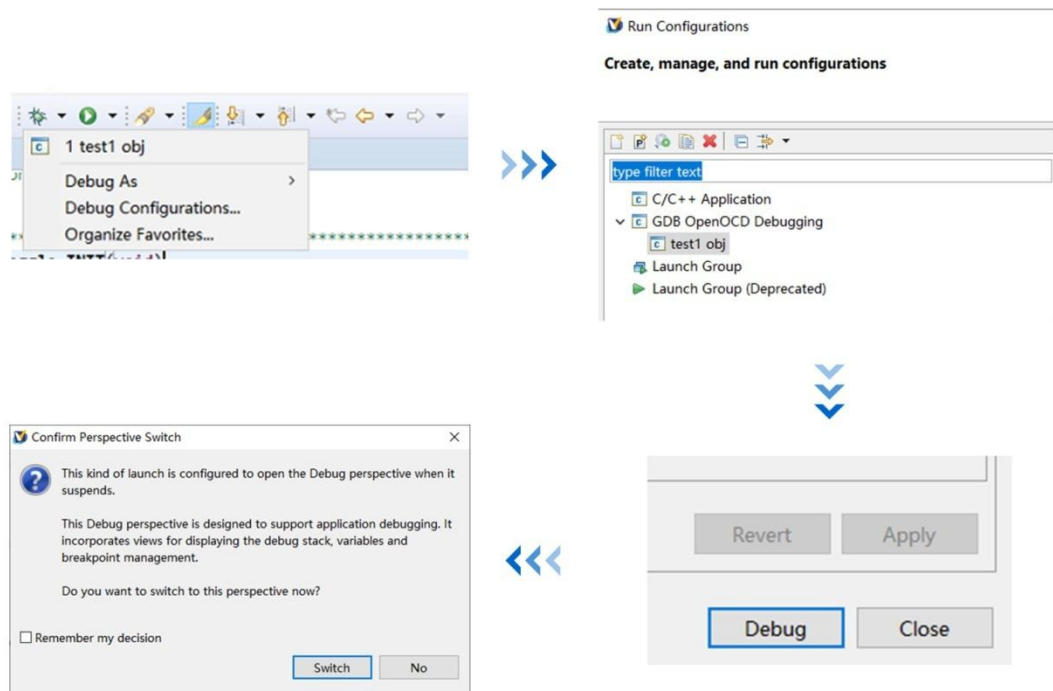 1 test1 obj
Debug As
Debug Configurations...
Organize Favorites...
Run Configurations
Create, manage, and run configurations
type filter text
C/C++ Application
GDB OpenOCD Debugging
test1 obj
Launch Group
Launch Group (Deprecated)
Revert Apply
Debug Close
Confirm Perspective Switch
This kind of launch is configured to open the Debug perspective when it
suspends.
This Debug perspective is designed to support application debugging. It
incorporates views for displaying the debug stack, variables and
breakpoint management.
Do you want to switch to this perspective now?
Remember my decision
Switch No